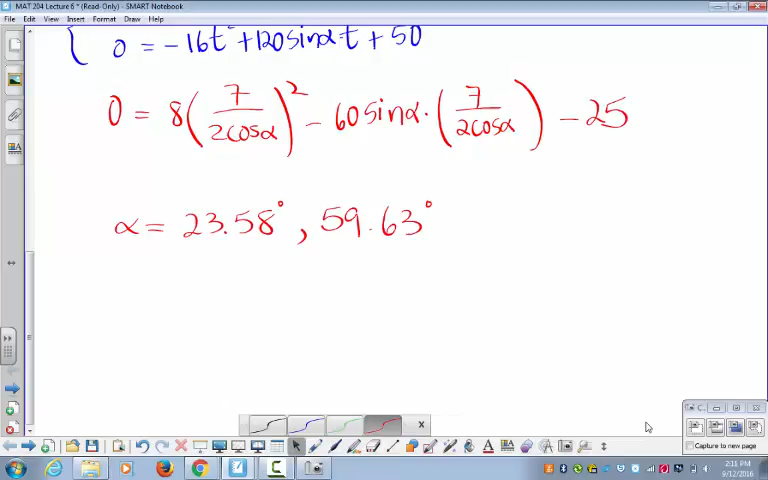 MAT 204 Lecture 6 * (Read-Only) - SMART Notebook
File Edit View Insert Format Draw Help
0 = -16t² + 120 sinα t + 50
0 = 8(7/2cosα)² - 60 sinα · (7/2cosα) - 25
α = 23.58°, 59.63°
C...
Capture to new page
2:11 PM
9/12/2016